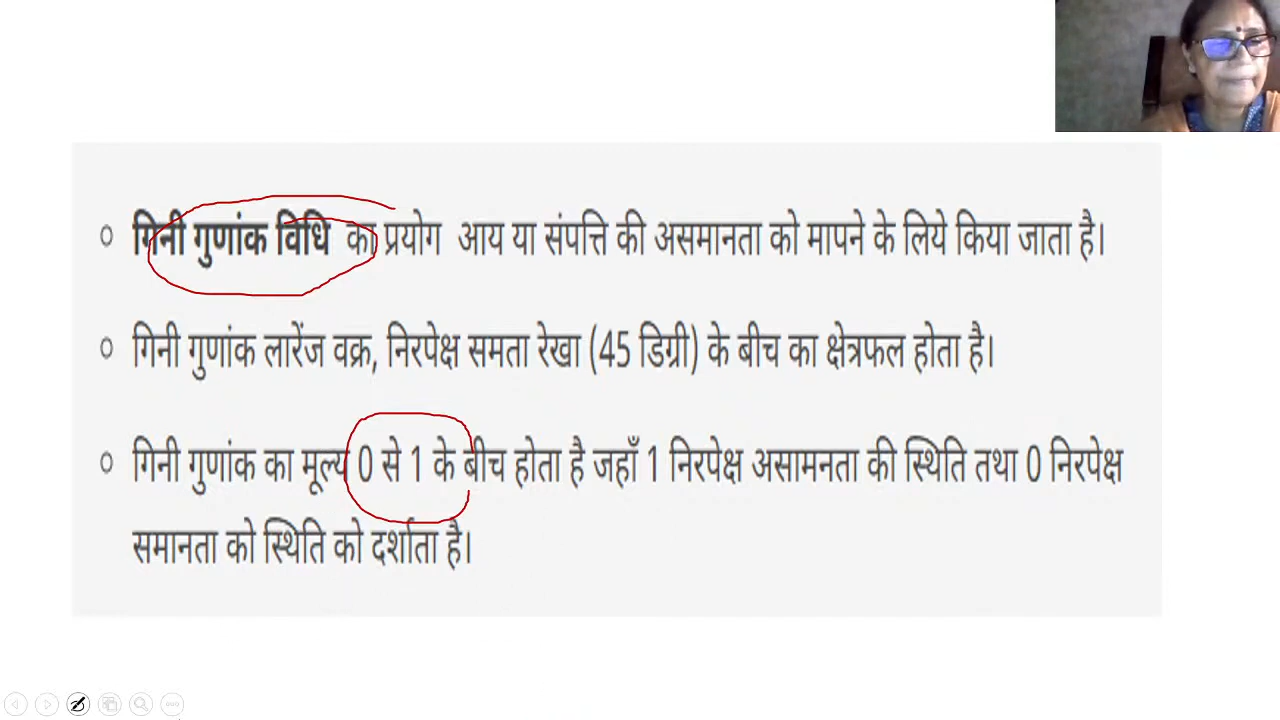 गिनी गुणांक विधि का प्रयोग आय या संपत्ति की असमानता को मापने के लिये किया जाता है।
गिनी गुणांक लारेंज वक्र, निरपेक्ष समता रेखा (45 डिग्री) के बीच का क्षेत्रफल होता है।
गिनी गुणांक का मूल्य 0 से 1 के बीच होता है जहाँ 1 निरपेक्ष असामनता की स्थिति तथा 0 निरपेक्ष
समानता को स्थिति को दर्शाता है।